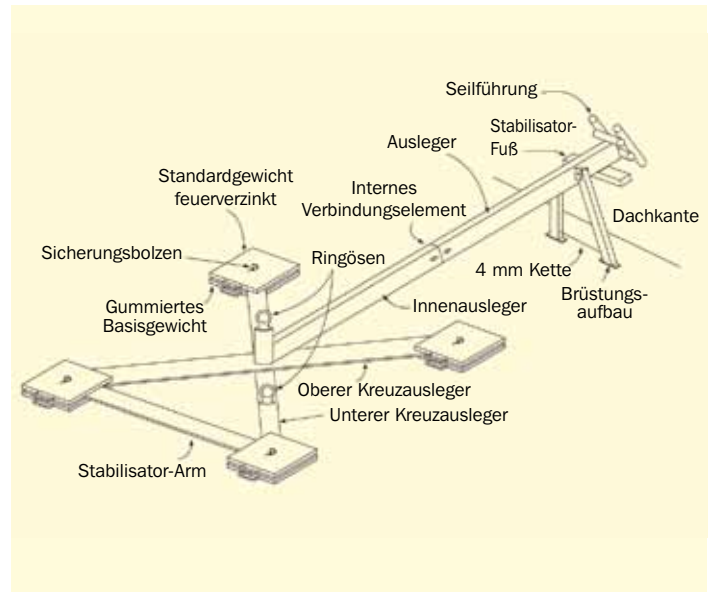 Seilführung
Stabilisator-
Fuß
Ausleger
Standardgewicht
feuerverzinkt
Internes
Verbindungselement
Dachkante
Sicherungsbolzen
Ringösen
4 mm Kette
Brüstungs-
aufbau
Gummiertes
Basisgewicht
Innenausleger
Oberer Kreuzausleger
Unterer Kreuzausleger
Stabilisator-Arm